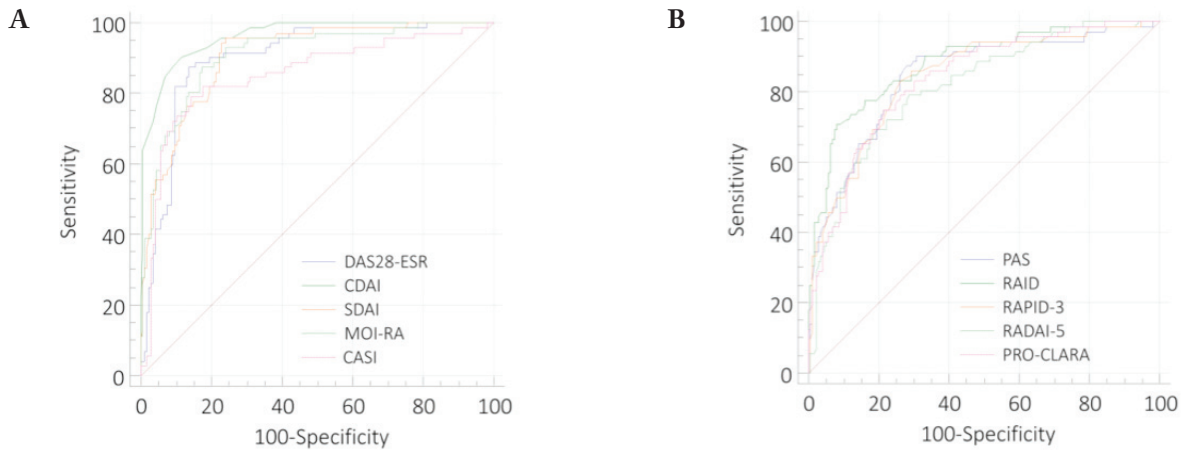 A
100
80
60
40
20
0
Sensitivity
DAS28-ESR
CDAI
SDAI
MOI-RA
CASI
0 20 40 60 80 100
100-Specificity
B
100
80
60
40
20
0
Sensitivity
PAS
RAID
RAPID-3
RADAI-5
PRO-CLARA
0 20 40 60 80 100
100-Specificity